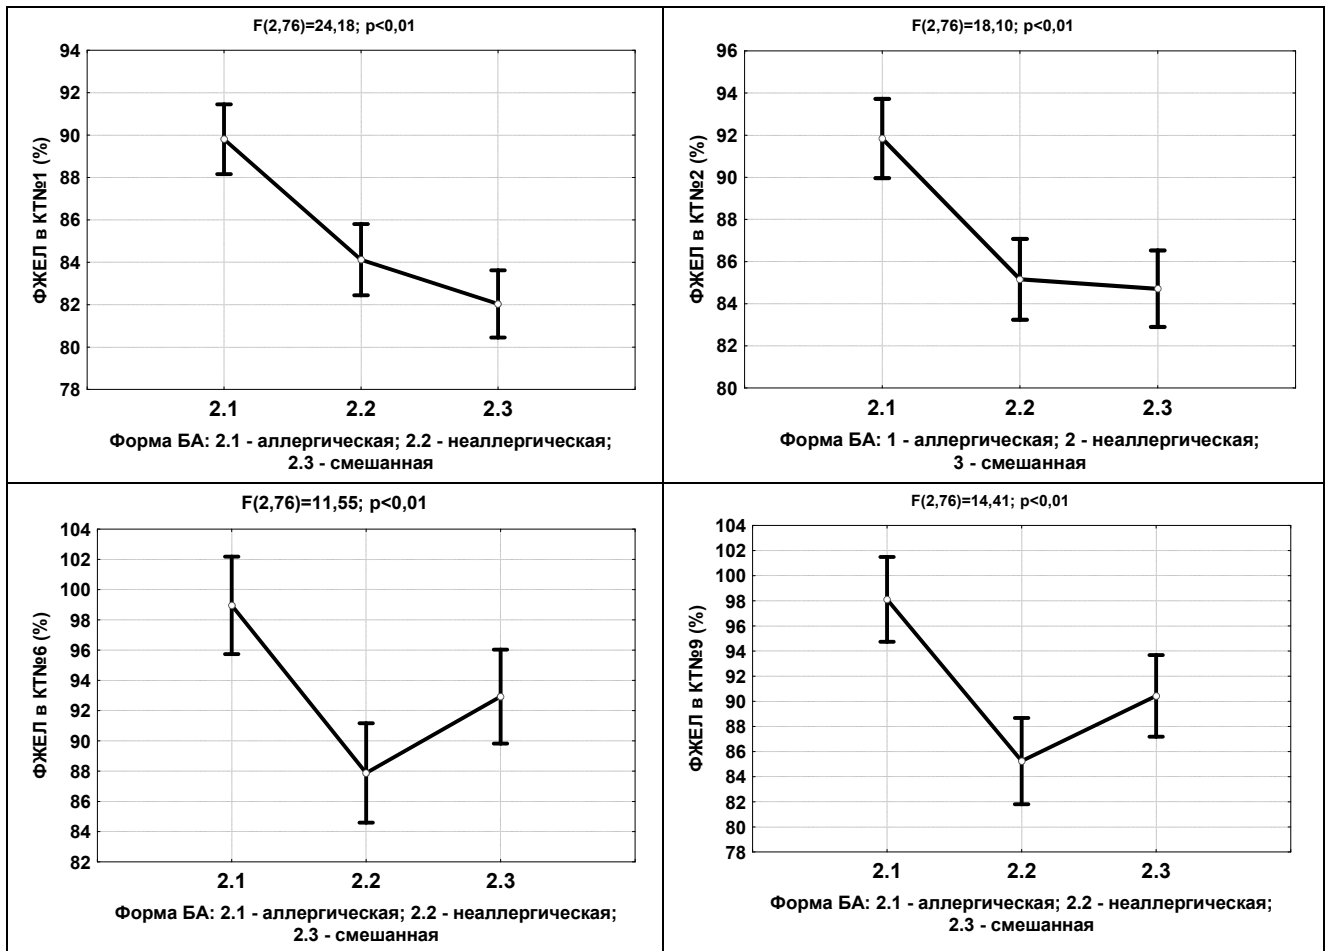 F(2,76)=24,18; p<0,01
94
92
90
88
86
84
82
80
78
ФЖЕЛ в КТ№1 (%)
2.1 2.2 2.3
Форма БА: 2.1 - аллергическая; 2.2 - неаллергическая;
2.3 - смешанная
F(2,76)=18,10; p<0,01
96
94
92
90
88
86
84
82
80
ФЖЕЛ в КТ№2 (%)
2.1 2.2 2.3
Форма БА: 1 - аллергическая; 2 - неаллергическая;
3 - смешанная
F(2,76)=11,55; p<0,01
104
102
100
98
96
94
92
90
88
86
84
82
ФЖЕЛ в КТ№6 (%)
2.1 2.2 2.3
Форма БА: 2.1 - аллергическая; 2.2 - неаллергическая;
2.3 - смешанная
F(2,76)=14,41; p<0,01
104
102
100
98
96
94
92
90
88
86
84
82
80
78
ФЖЕЛ в КТ№9 (%)
2.1 2.2 2.3
Форма БА: 2.1 - аллергическая; 2.2 - неаллергическая;
2.3 - смешанная